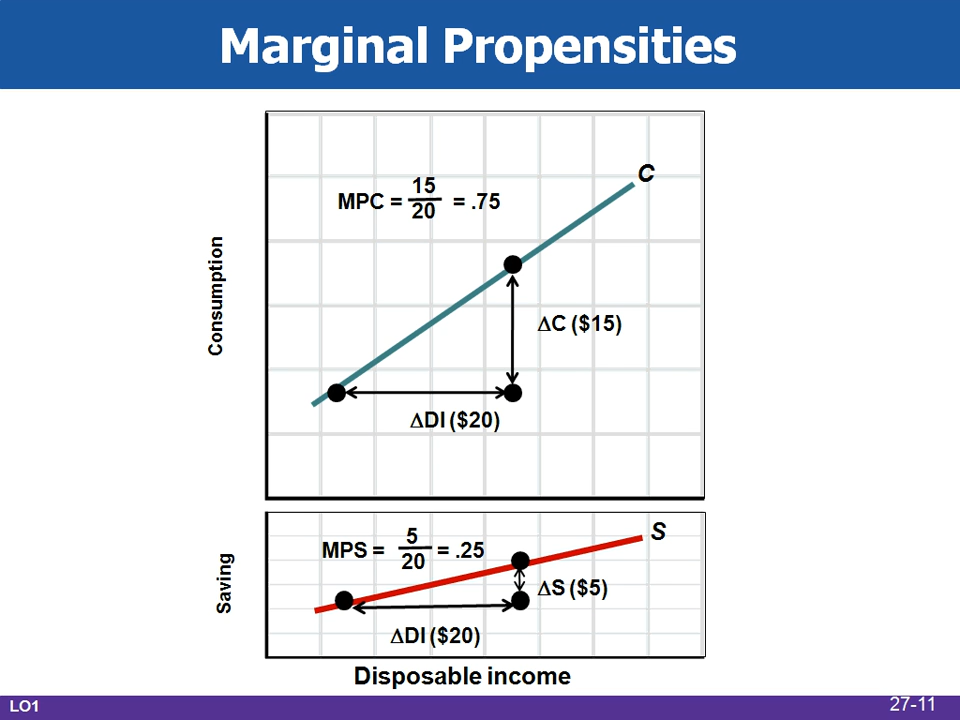 Marginal Propensities
C
MPC = 15/20 = .75
Consumption
ΔC ($15)
ΔDI ($20)
S
MPS = 5/20 = .25
Saving
ΔS ($5)
ΔDI ($20)
Disposable income
LO1
27-11